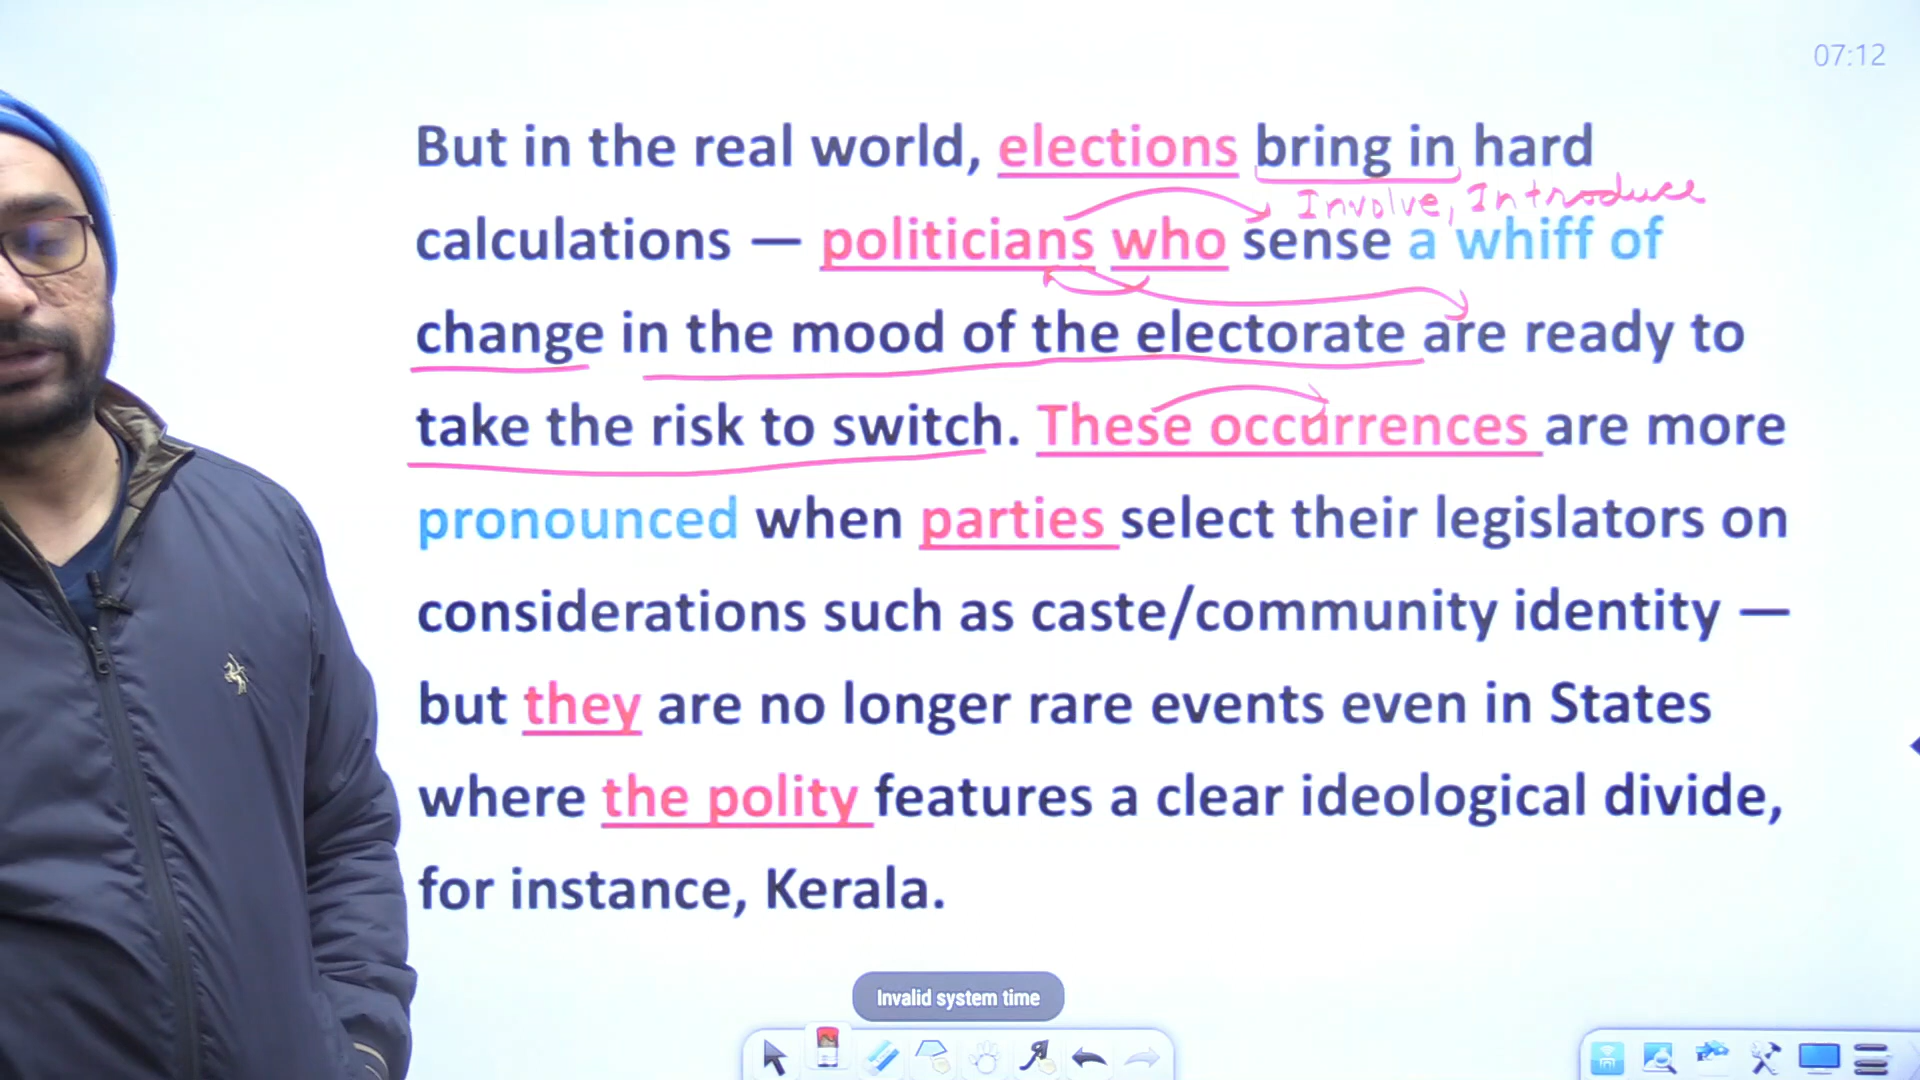 07:12
But in the real world, elections bring in hard
Involve, Introduce
calculations — politicians who sense a whiff of
change in the mood of the electorate are ready to
take the risk to switch. These occurrences are more
pronounced when parties select their legislators on
considerations such as caste/community identity —
but they are no longer rare events even in States
where the polity features a clear ideological divide,
for instance, Kerala.
Invalid system time